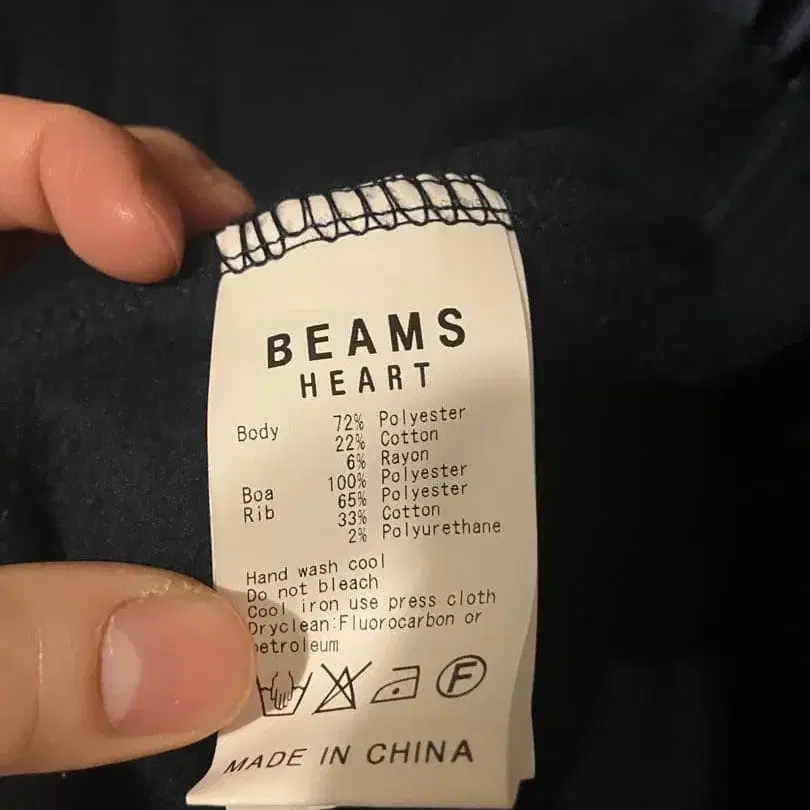 BEAMS
HEART
Body 72% Polyester
22% Cotton
6% Rayon
Boa 100% Polyester
Rib 65% Polyester
33% Cotton
2% Polyurethane
Hand wash cool
Do not bleach
Cool iron use press cloth
Dryclean:Fluorocarbon or
petroleum
F
MADE IN CHINA